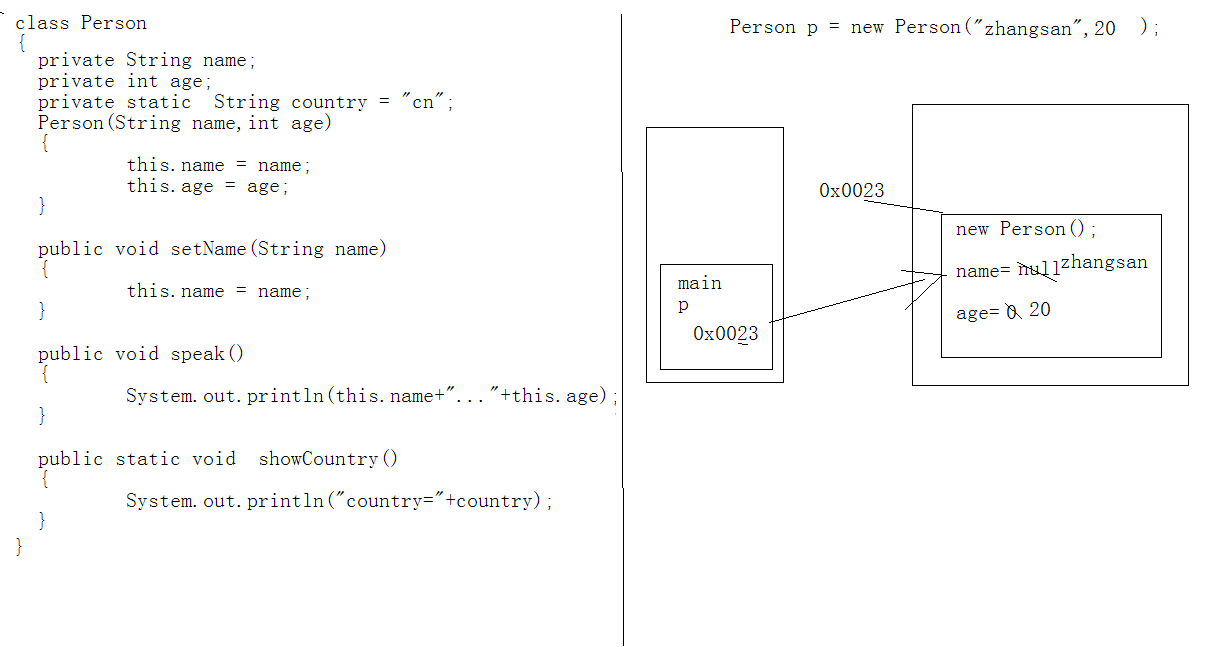 class Person
{
private String name;
private int age;
private static  String country = "cn";
Person(String name,int age)
{
this.name = name;
this.age = age;
}
public void setName(String name)
{
this.name = name;
}
public void speak()
{
System.out.println(this.name+"..."+this.age);
}
public static void  showCountry()
{
System.out.println("country="+country);
}
}
Person p = new Person("zhangsan",20  );
0x0023
main
p
0x0023
new Person();
name= null zhangsan
age= 0 20